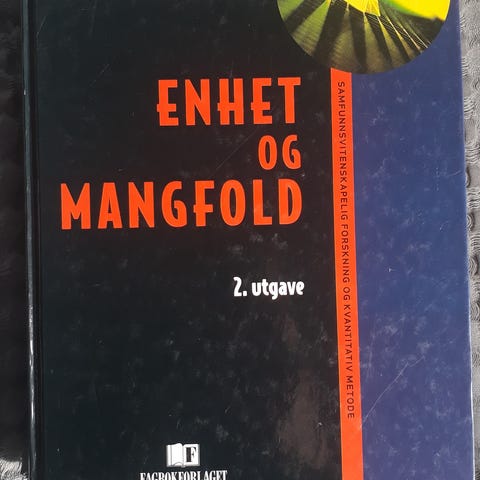 ENHET
OG
MANGFOLD
2. utgave
SAMFUNNSVITENSKAPELIG FORSKNING OG KVANTITATIV METODE
F
FAGBOKFORLAGET